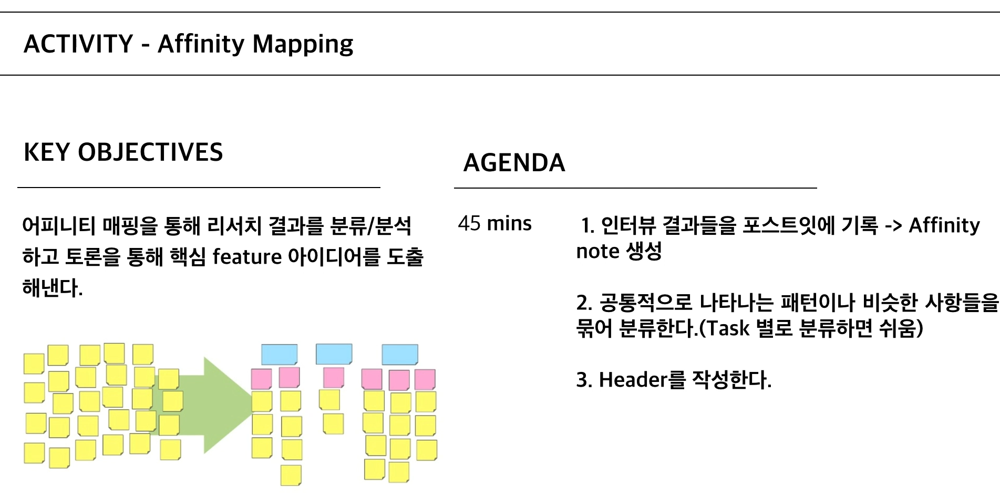 ACTIVITY - Affinity Mapping
KEY OBJECTIVES
어피니티 매핑을 통해 리서치 결과를 분류/분석
하고 토론을 통해 핵심 feature 아이디어를 도출
해낸다.
AGENDA
45 mins
1. 인터뷰 결과들을 포스트잇에 기록 -> Affinity
note 생성
2. 공통적으로 나타나는 패턴이나 비슷한 사항들을
묶어 분류한다.(Task 별로 분류하면 쉬움)
3. Header를 작성한다.